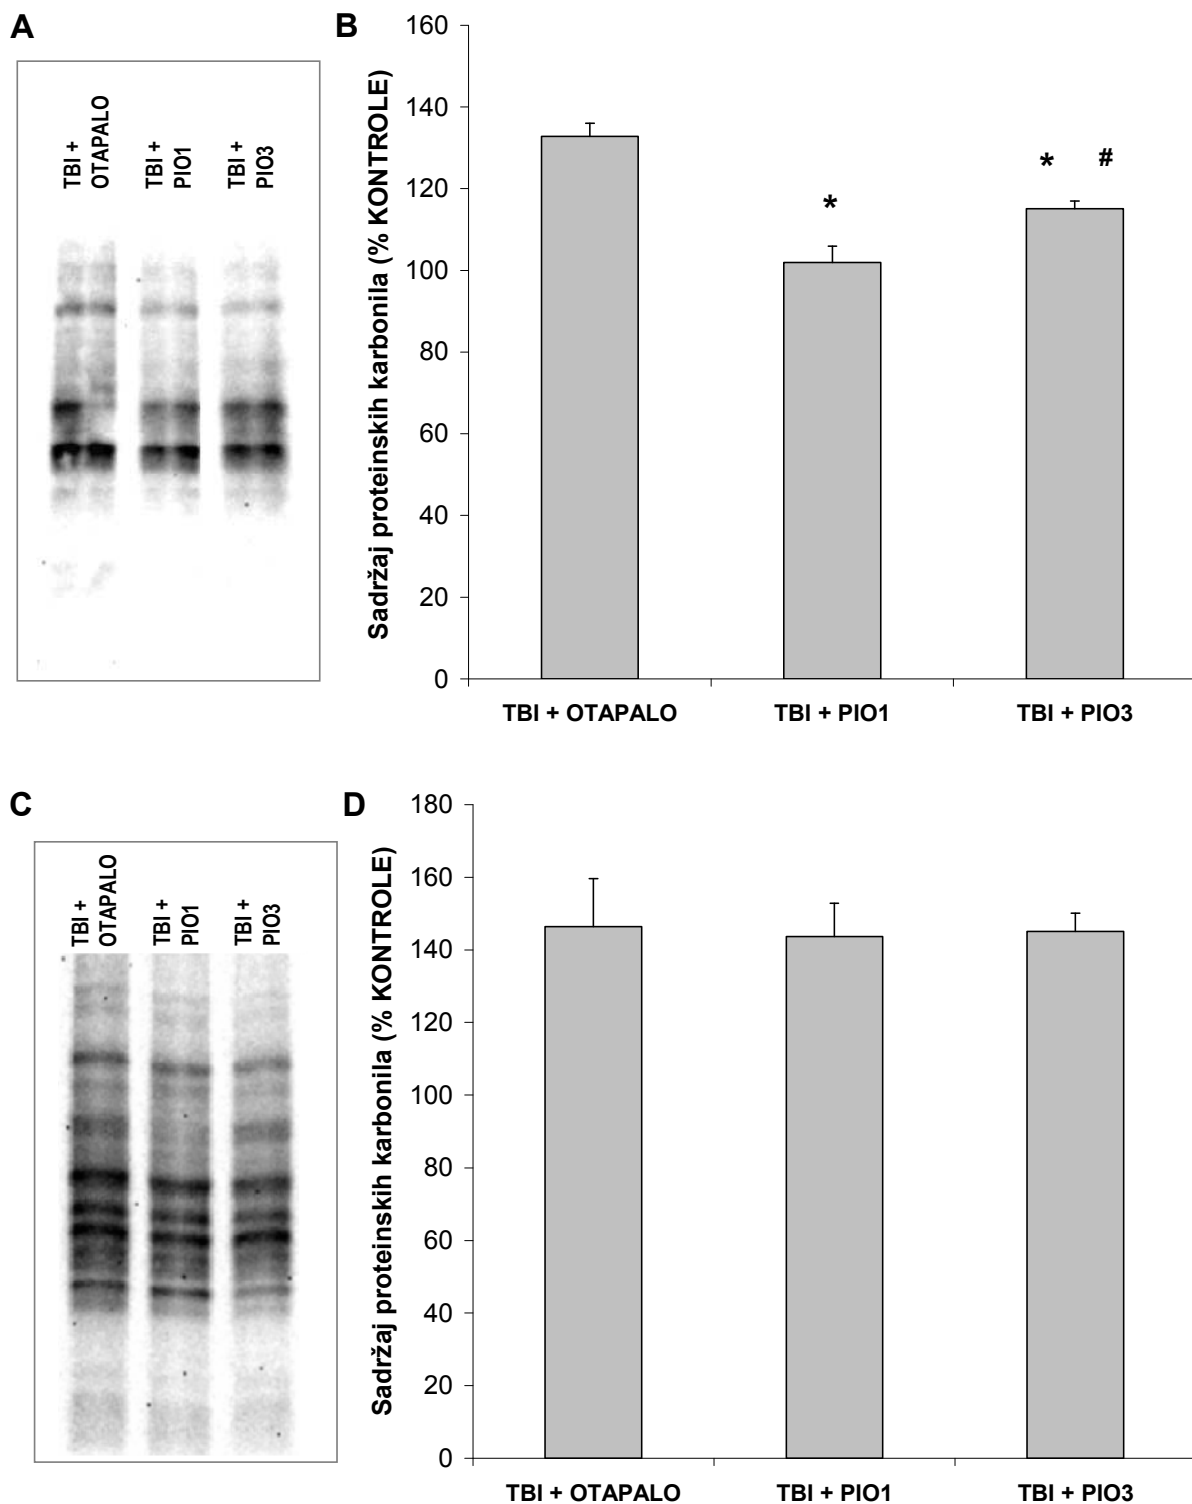 A
TBI +
OTAPALO
TBI +
PIO1
TBI +
PIO3
B
Sadržaj proteinskih karbonila (% KONTROLE)
160
140
120
100
80
60
40
20
0
*
* #
TBI + OTAPALO TBI + PIO1 TBI + PIO3
C
TBI +
OTAPALO
TBI +
PIO1
TBI +
PIO3
D
Sadržaj proteinskih karbonila (% KONTROLE)
180
160
140
120
100
80
60
40
20
0
TBI + OTAPALO TBI + PIO1 TBI + PIO3